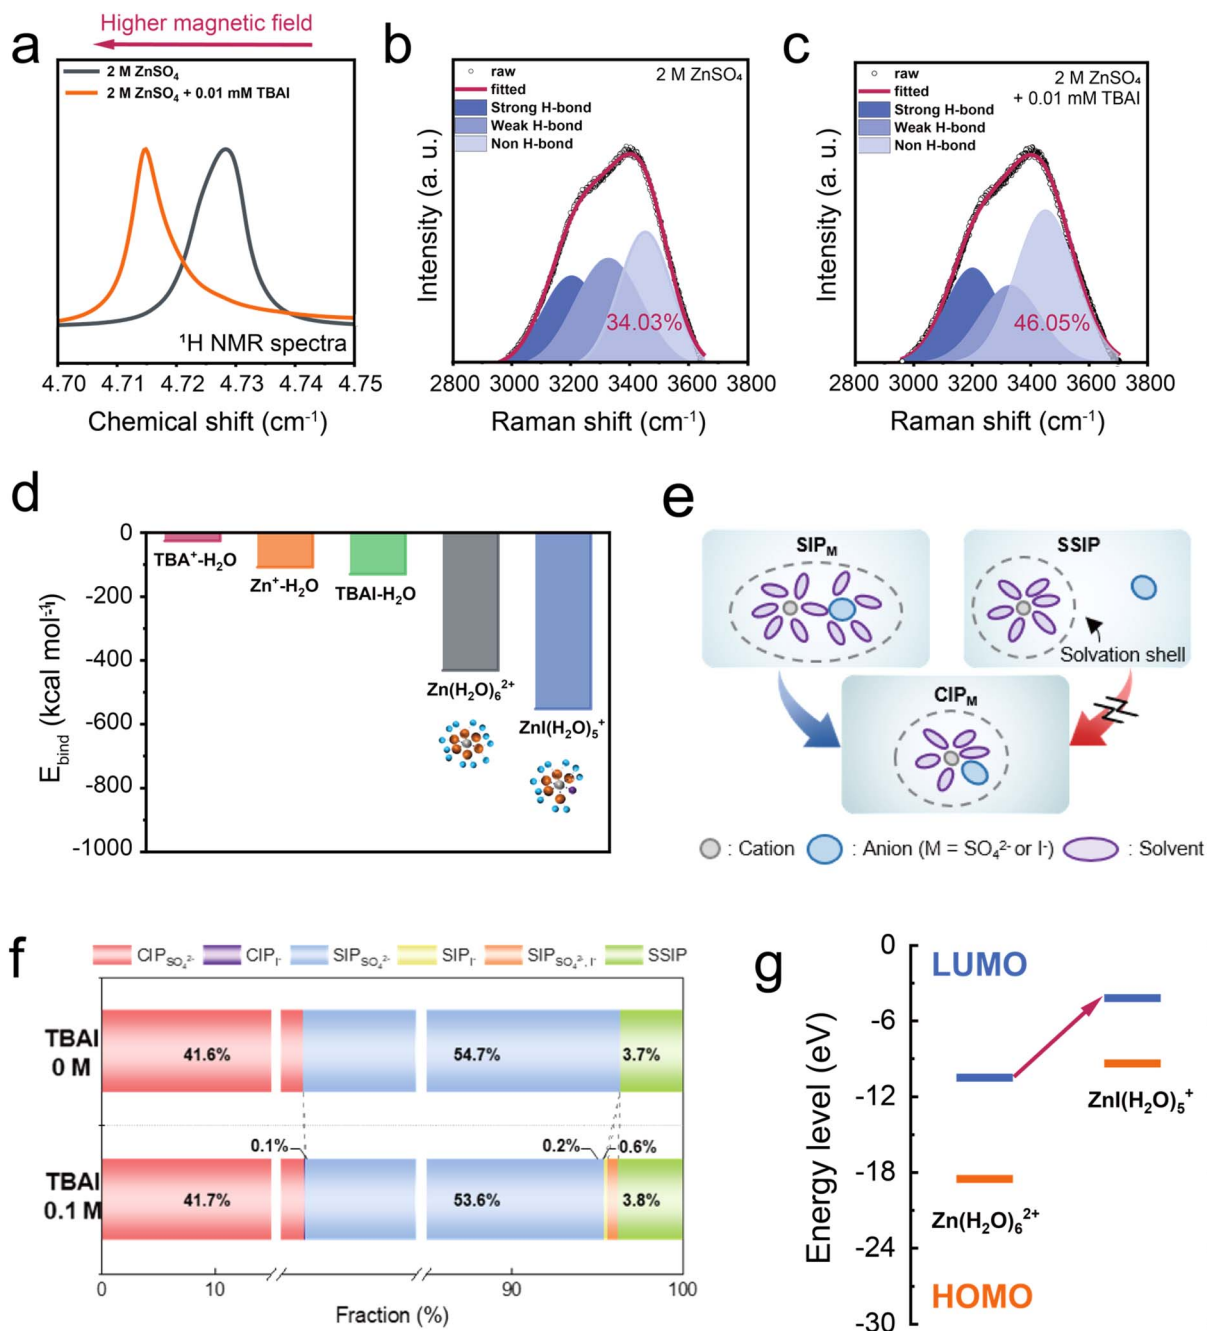 Higher magnetic field
a
2 M ZnSO₄
2 M ZnSO₄ + 0.01 mM TBAI
¹H NMR spectra
4.70 4.71 4.72 4.73 4.74 4.75
Chemical shift (cm⁻¹)
b
raw
fitted
Strong H-bond
Weak H-bond
Non H-bond
2 M ZnSO₄
34.03%
Intensity (a. u.)
2800 3000 3200 3400 3600 3800
Raman shift (cm⁻¹)
c
raw
fitted
Strong H-bond
Weak H-bond
Non H-bond
2 M ZnSO₄
+ 0.01 mM TBAI
46.05%
Intensity (a. u.)
2800 3000 3200 3400 3600 3800
Raman shift (cm⁻¹)
d
0
-200
-400
-600
-800
-1000
E_bind (kcal mol⁻¹)
TBA⁺-H₂O
Zn⁺-H₂O
TBAI-H₂O
Zn(H₂O)₆²⁺
ZnI(H₂O)₅⁺
e
SIP_M
SSIP
Solvation shell
CIP_M
: Cation
: Anion (M = SO₄²⁻ or I⁻)
: Solvent
f
CIP_SO₄²⁻ CIP_I⁻ SIP_SO₄²⁻ SIP_I⁻ SIP_SO₄²⁻, I⁻ SSIP
TBAI
0 M
41.6% 54.7% 3.7%
0.1% 0.2% 0.6%
TBAI
0.1 M
41.7% 53.6% 3.8%
0 10 90 100
Fraction (%)
g
0
-6
-12
-18
-24
-30
Energy level (eV)
LUMO
ZnI(H₂O)₅⁺
Zn(H₂O)₆²⁺
HOMO